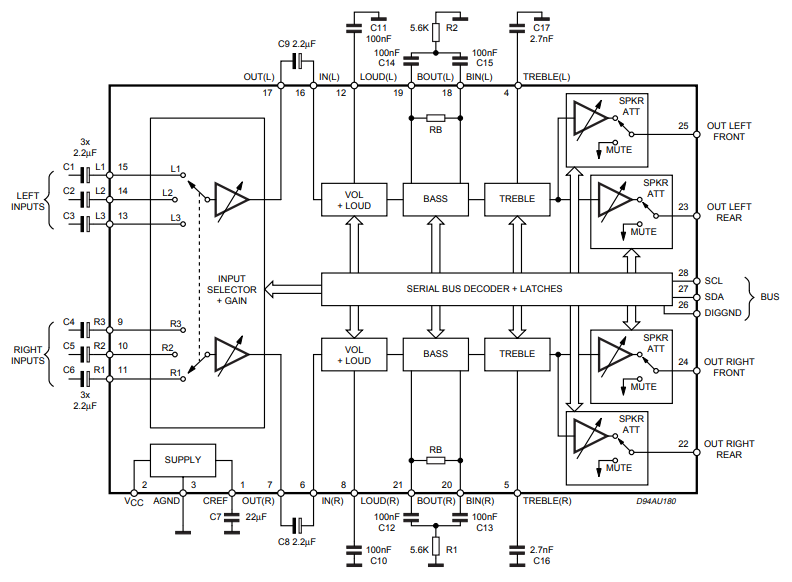 C11
100nF
5.6K
R2
C17
2.7nF
C9 2.2μF
100nF
C14
100nF
C15
OUT(L)
IN(L)
LOUD(L)
BOUT(L)
BIN(L)
TREBLE(L)
17
16
12
19
18
4
3x
2.2μF
C1
L1
15
L1
C2
L2
14
L2
C3
L3
13
L3
LEFT
INPUTS
RB
SPKR
ATT
MUTE
25
OUT LEFT
FRONT
VOL
+ LOUD
BASS
TREBLE
SPKR
ATT
MUTE
23
OUT LEFT
REAR
INPUT
SELECTOR
+ GAIN
SERIAL BUS DECODER + LATCHES
28
SCL
27
SDA
26
DIGGND
BUS
RIGHT
INPUTS
C4
R3
9
R3
C5
R2
10
R2
C6
R1
11
R1
3x
2.2μF
VOL
+ LOUD
BASS
TREBLE
SPKR
ATT
MUTE
24
OUT RIGHT
FRONT
RB
SPKR
ATT
MUTE
22
OUT RIGHT
REAR
SUPPLY
2
3
1
7
6
8
21
20
5
VCC
AGND
CREF
OUT(R)
IN(R)
LOUD(R)
BOUT(R)
BIN(R)
TREBLE(R)
D94AU180
C7
22μF
C8 2.2μF
100nF
C12
100nF
C13
100nF
C10
5.6K
R1
2.7nF
C16